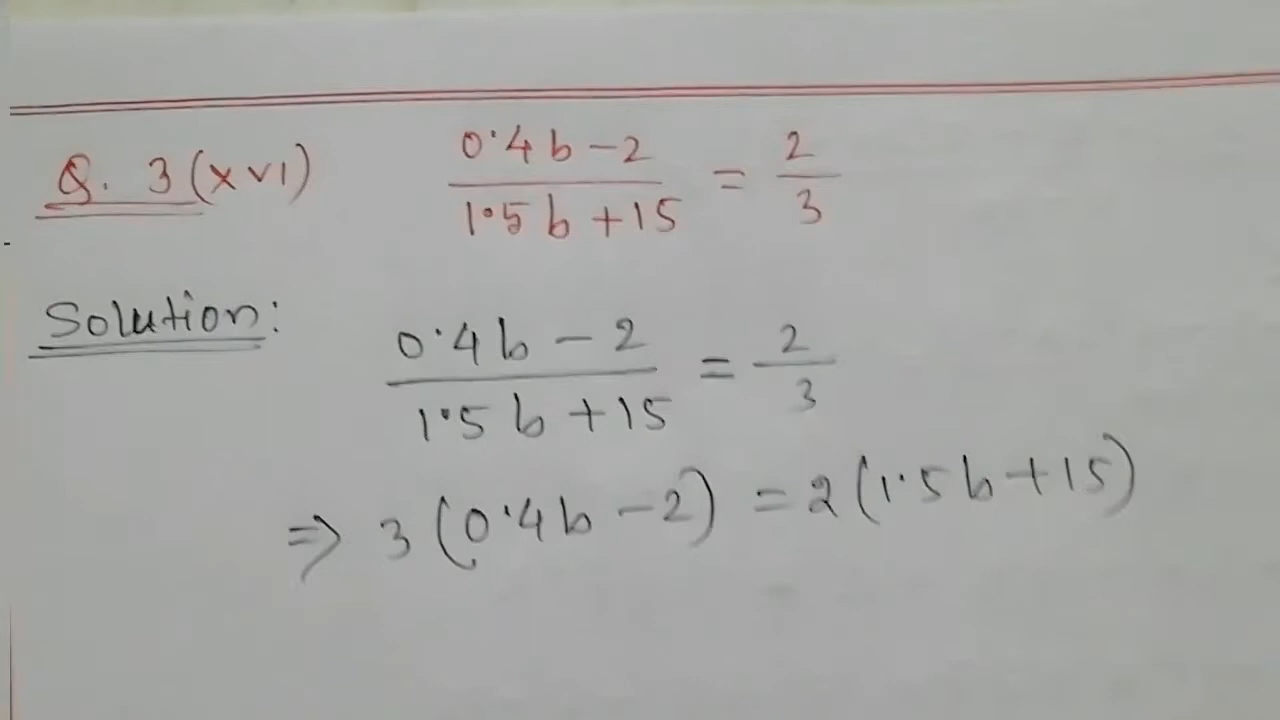 Q. 3(xvi) (0.4b-2)/(1.5b+15) = 2/3
Solution: (0.4b-2)/(1.5b+15) = 2/3
⇒ 3(0.4b-2) = 2(1.5b+15)